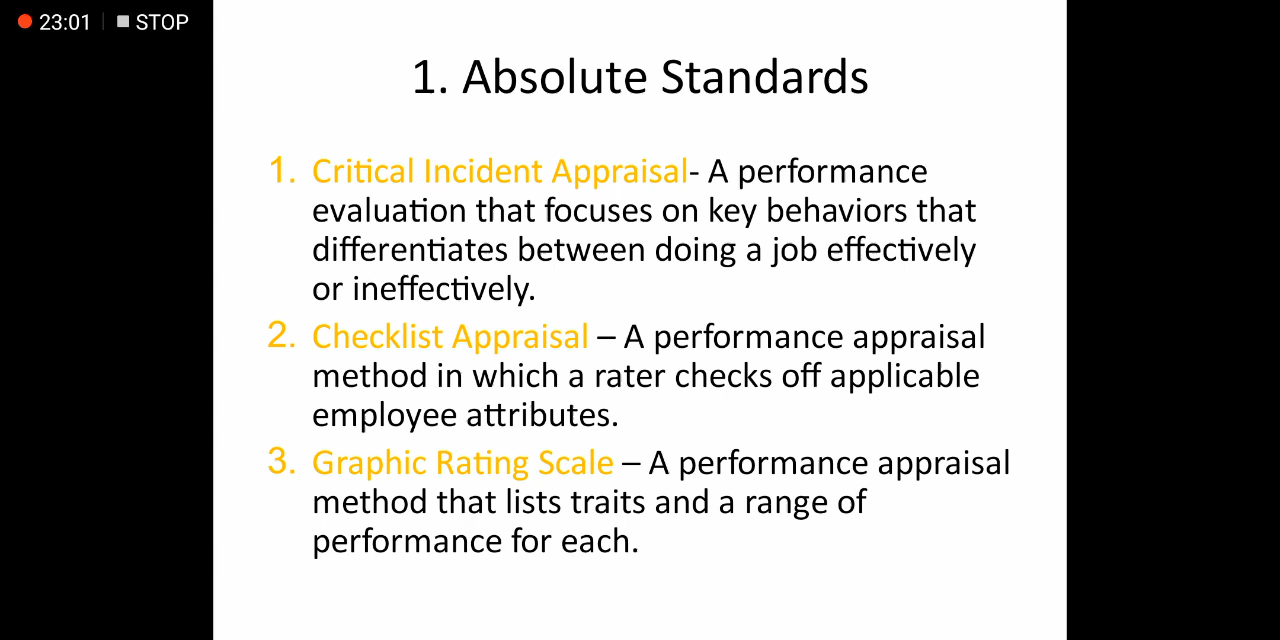 23:01 STOP
1. Absolute Standards
1. Critical Incident Appraisal- A performance
evaluation that focuses on key behaviors that
differentiates between doing a job effectively
or ineffectively.
2. Checklist Appraisal – A performance appraisal
method in which a rater checks off applicable
employee attributes.
3. Graphic Rating Scale – A performance appraisal
method that lists traits and a range of
performance for each.